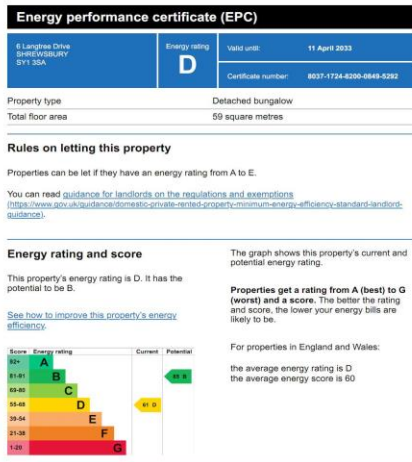 Energy performance certificate (EPC)
6 Langtree Drive
SHREWSBURY
SY1 3SA
Energy rating
D
Valid until: 11 April 2033
Certificate number: 8037-1724-8200-0849-5292
Property type Detached bungalow
Total floor area 59 square metres
Rules on letting this property
Properties can be let if they have an energy rating from A to E.
You can read guidance for landlords on the regulations and exemptions
(https://www.gov.uk/guidance/domestic-private-rented-property-minimum-energy-efficiency-standard-landlord-
guidance).
Energy rating and score
This property's energy rating is D. It has the
potential to be B.
See how to improve this property's energy
efficiency.
Score Energy rating Current Potential
92+ A
81-91 B
69-80 C
55-68 D 61 D
39-54 E
21-38 F
1-20 G
The graph shows this property's current and
potential energy rating.
Properties get a rating from A (best) to G
(worst) and a score. The better the rating
and score, the lower your energy bills are
likely to be.
For properties in England and Wales:
the average energy rating is D
the average energy score is 60